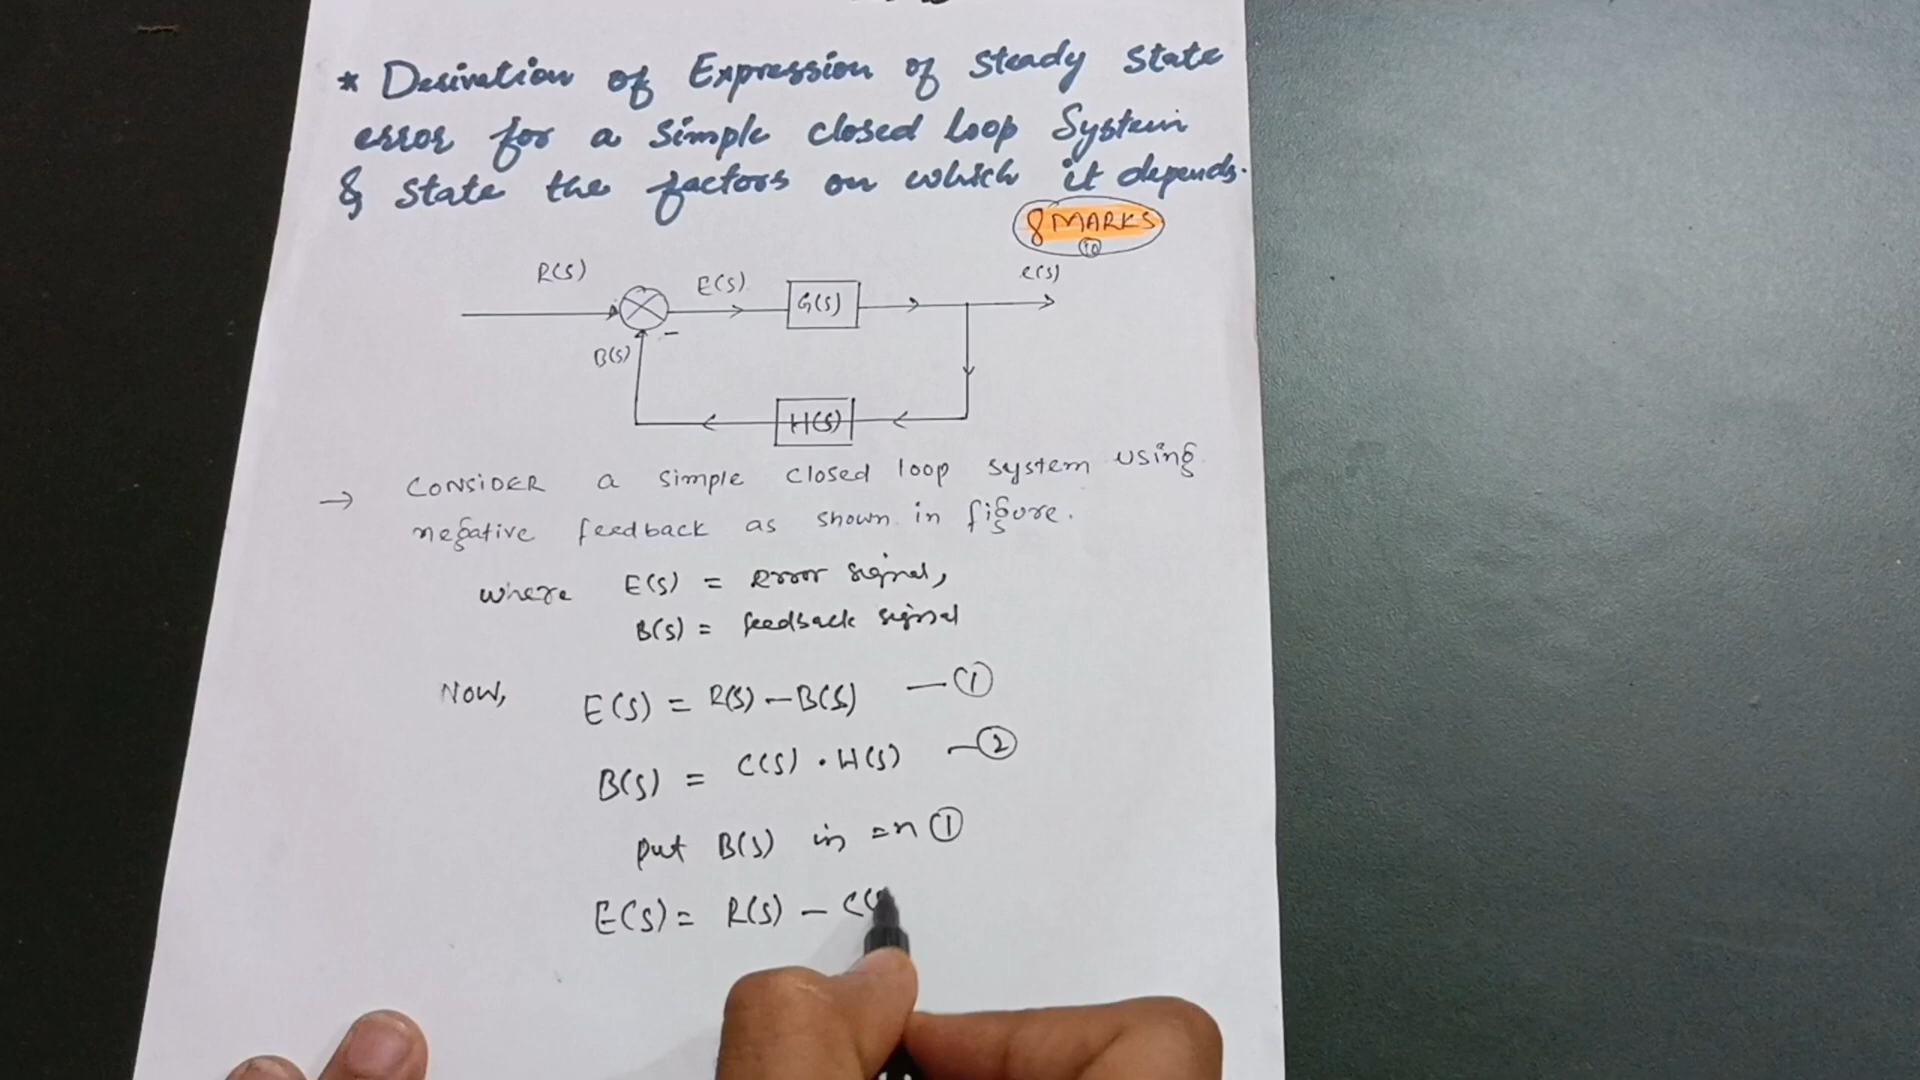 * Derivation of Expression of Steady State
error for a Simple Closed Loop System
& State the factors on which it depends.
8 MARKS
10
R(S)
E(S)
G(S)
C(S)
B(S)
-
H(S)
→ CONSIDER a simple closed loop system using
negative feedback as shown in figure.
where E(S) = Error signal,
B(S) = feedback signal
Now, E(S) = R(S) - B(S) — ①
B(S) = C(S) · H(S) — ②
put B(S) in =n ①
E(S) = R(S) - C(S